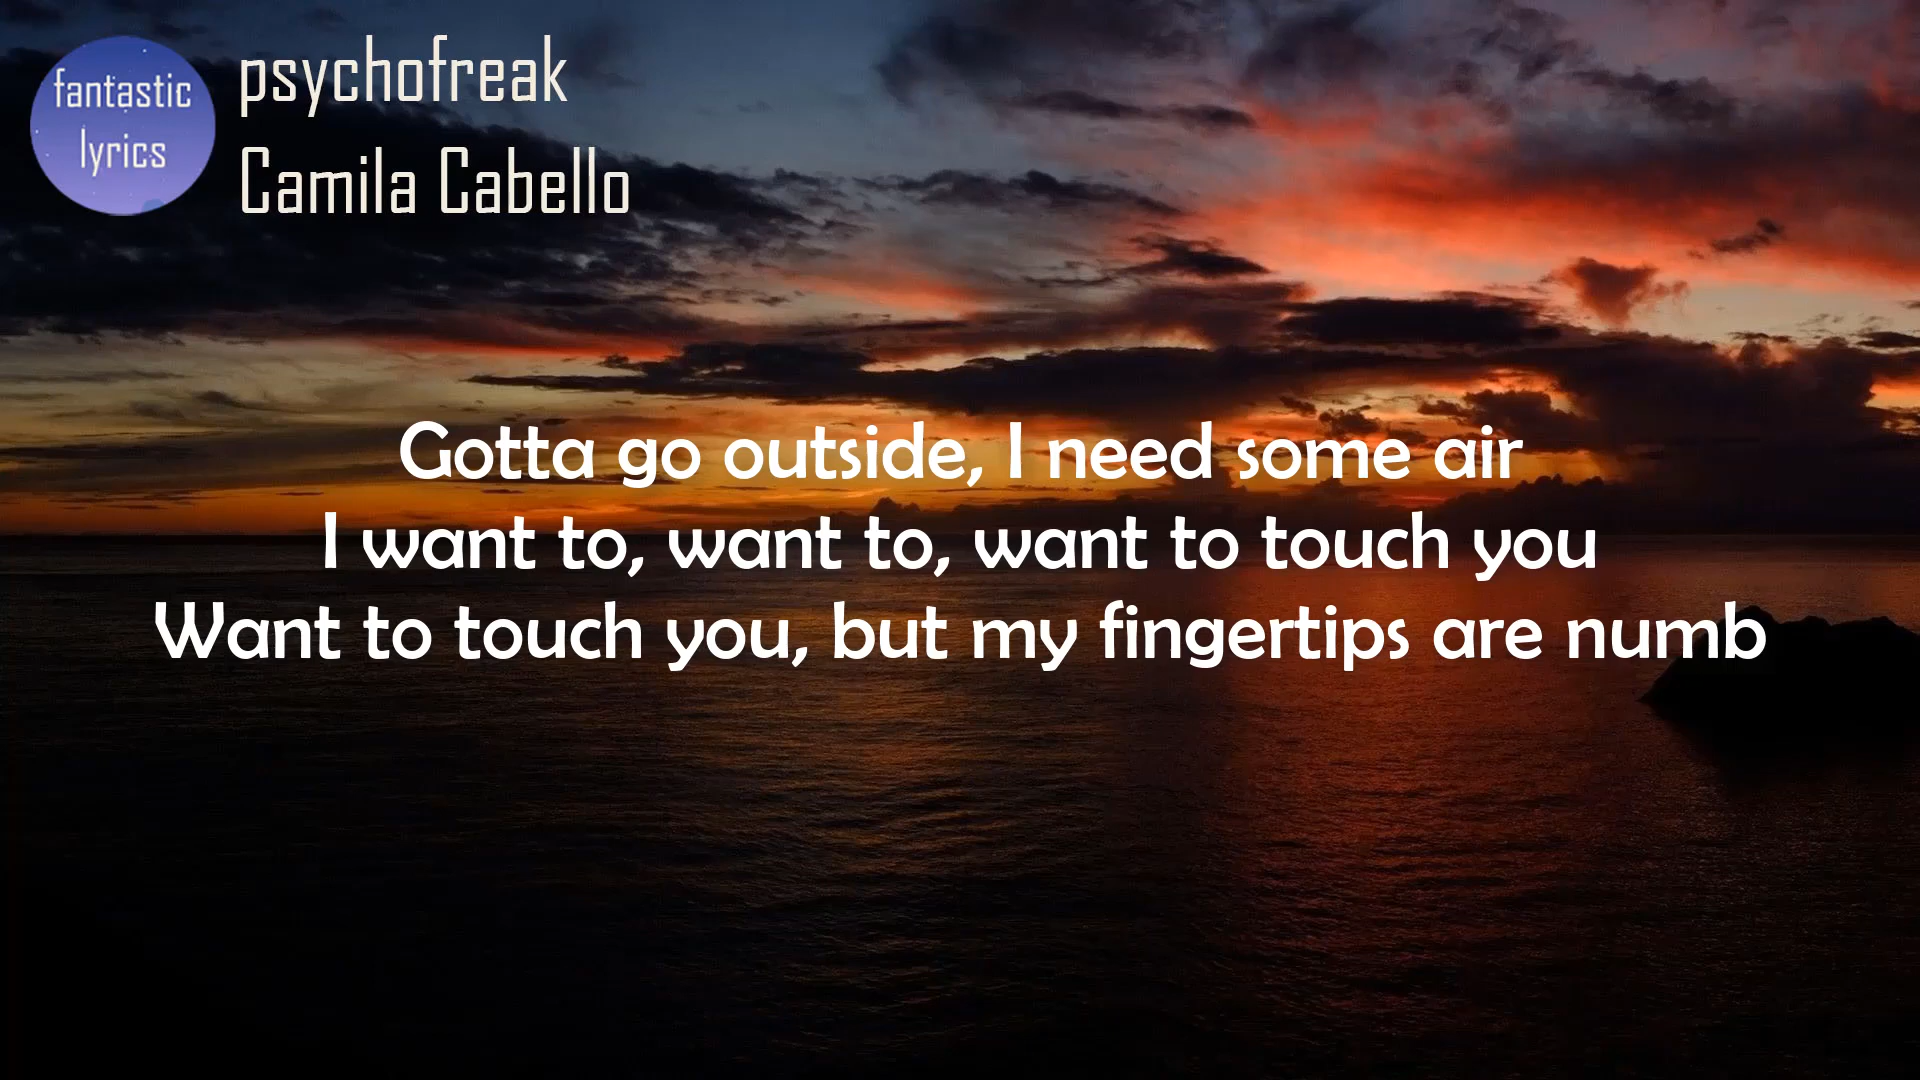 fantastic
lyrics
psychofreak
Camila Cabello
Gotta go outside, I need some air
I want to, want to, want to touch you
Want to touch you, but my fingertips are numb